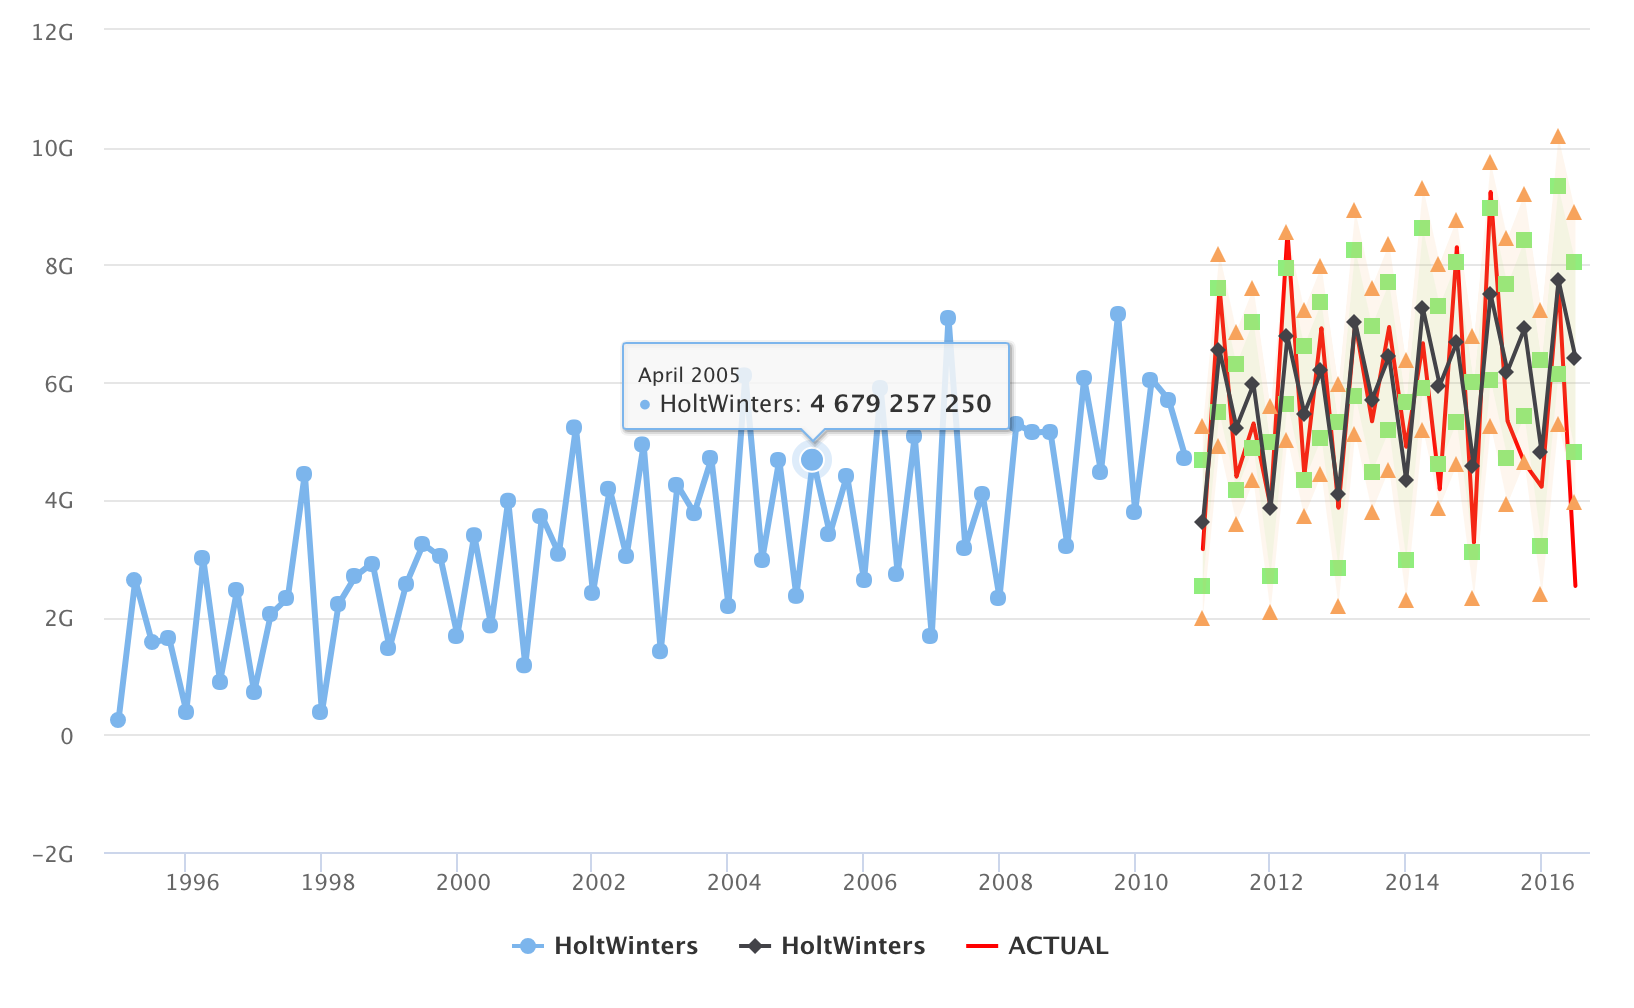 12G
10G
8G
6G
4G
2G
0
–2G
April 2005
HoltWinters: 4 679 257 250
1996 1998 2000 2002 2004 2006 2008 2010 2012 2014 2016
HoltWinters HoltWinters ACTUAL